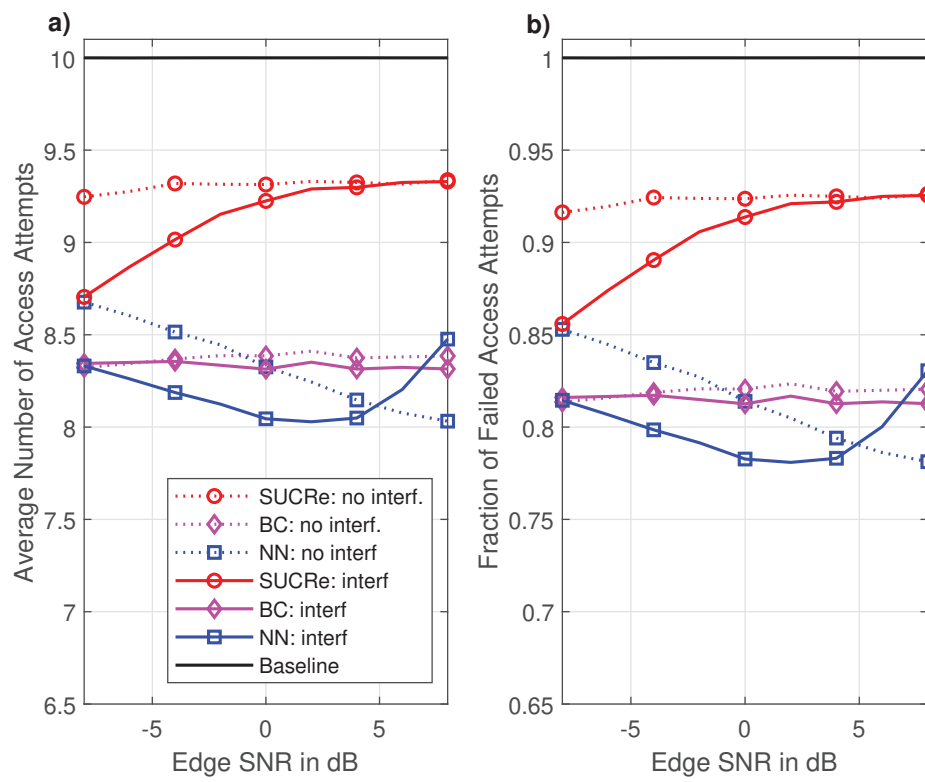 a)
Average Number of Access Attempts
10
9.5
9
8.5
8
7.5
7
6.5
-5
0
5
Edge SNR in dB
SUCRe: no interf.
BC: no interf.
NN: no interf
SUCRe: interf
BC: interf
NN: interf
Baseline
b)
Fraction of Failed Access Attempts
1
0.95
0.9
0.85
0.8
0.75
0.7
0.65
-5
0
5
Edge SNR in dB